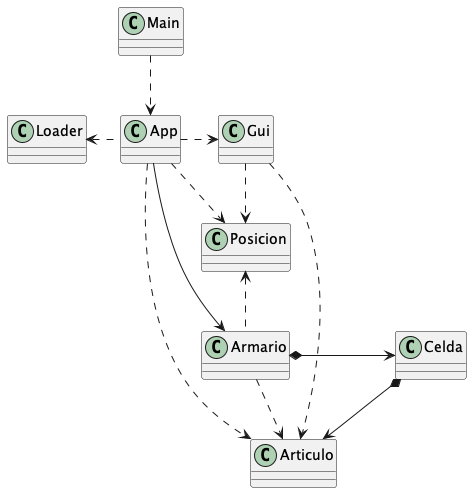 C Main
C Loader
C App
C Gui
C Posicion
C Armario
C Celda
C Articulo